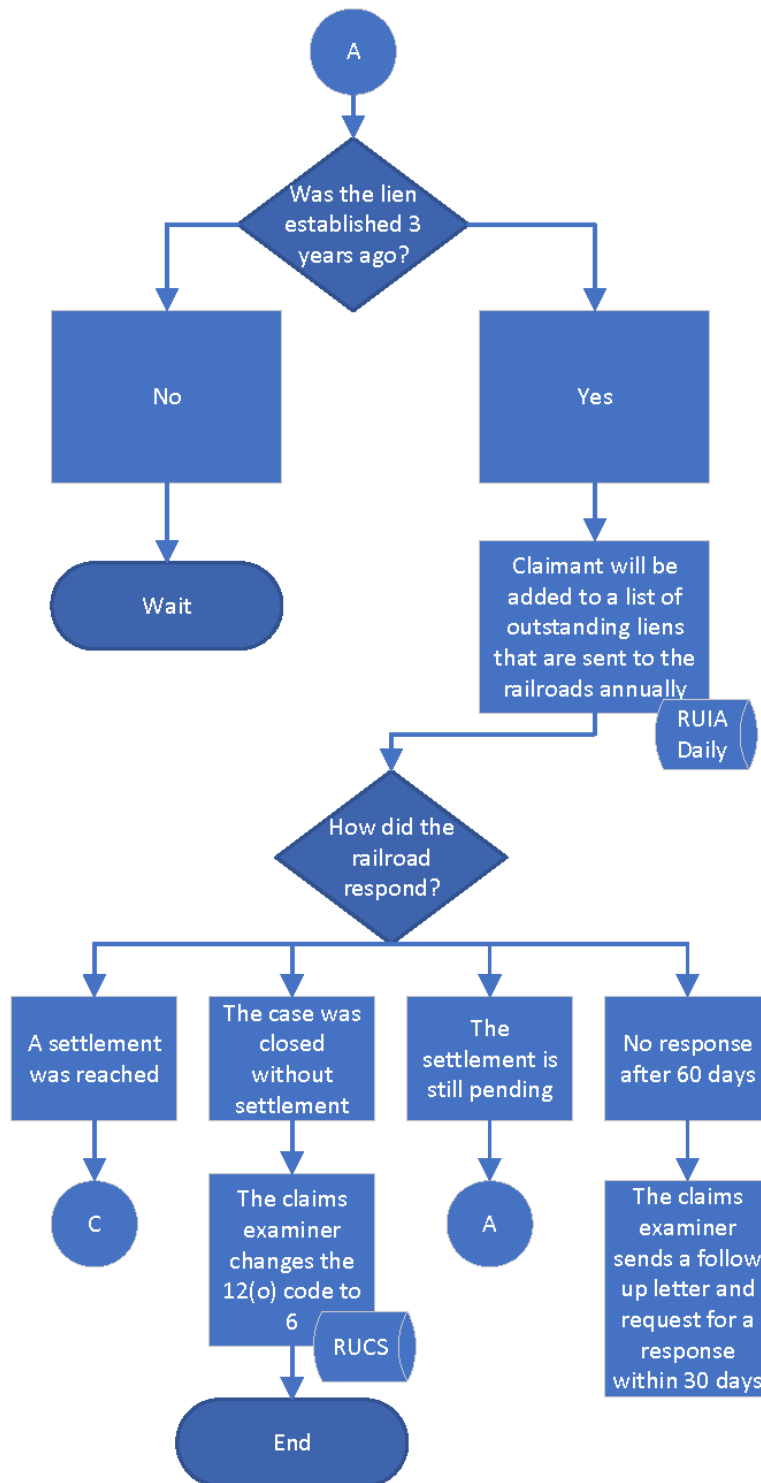 A
Was the lien
established 3
years ago?
No
Yes
Wait
Claimant will be
added to a list of
outstanding liens
that are sent to the
railroads annually
RUIA
Daily
How did the
railroad
respond?
A settlement
was reached
The case was
closed
without
settlement
The
settlement is
still pending
No response
after 60 days
C
The claims
examiner
changes the
12(o) code to
6
RUCS
End
A
The claims
examiner
sends a follow
up letter and
request for a
response
within 30 days